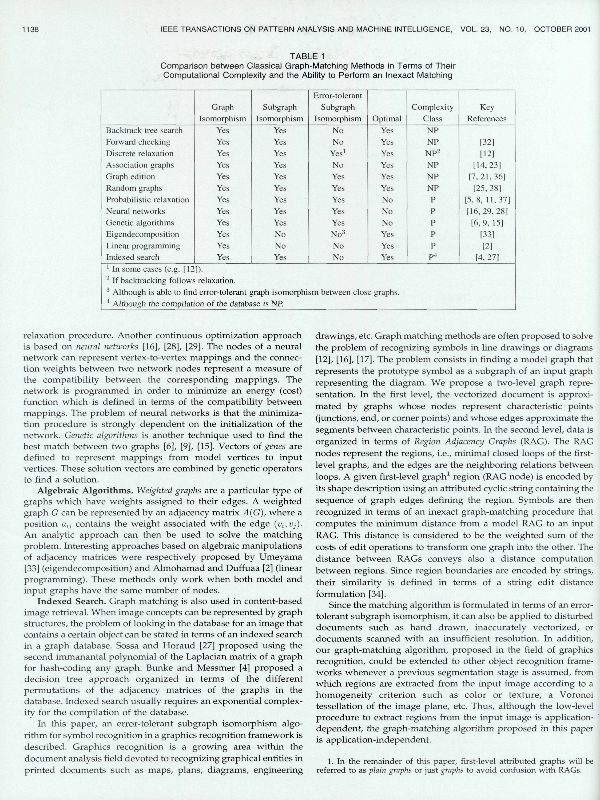 1138 IEEE TRANSACTIONS ON PATTERN ANALYSIS AND MACHINE INTELLIGENCE, VOL. 23, NO. 10, OCTOBER 2001
TABLE 1
Comparison between Classical Graph-Matching Methods in Terms of Their
Computational Complexity and the Ability to Perform an Inexact Matching
Error-tolerant
Graph Subgraph Subgraph Complexity Key
Isomorphism Isomorphism Isomorphism Optimal Class References
Backtrack tree search Yes Yes No Yes NP
Forward checking Yes Yes No Yes NP [32]
Discrete relaxation Yes Yes Yes1 Yes NP2 [12]
Association graphs Yes Yes No Yes NP [14, 23]
Graph edition Yes Yes Yes Yes NP [7, 21, 36]
Random graphs Yes Yes Yes Yes NP [25, 38]
Probabilistic relaxation Yes Yes Yes No P [5, 8, 11, 37]
Neural networks Yes Yes Yes No P [16, 29, 28]
Genetic algorithms Yes Yes Yes No P [6, 9, 15]
Eigendecomposition Yes No No3 Yes P [33]
Linear programming Yes No No Yes P [2]
Indexed search Yes Yes No Yes P4 [4, 27]
1 In some cases (e.g. [12]).
2 If backtracking follows relaxation.
3 Although is able to find error-tolerant graph isomorphism between close graphs.
4 Although the compilation of the database is NP.
relaxation procedure. Another continuous optimization approach
is based on neural networks [16], [28], [29]. The nodes of a neural
network can represent vertex-to-vertex mappings and the connec-
tion weights between two network nodes represent a measure of
the compatibility between the corresponding mappings. The
network is programmed in order to minimize an energy (cost)
function which is defined in terms of the compatibility between
mappings. The problem of neural networks is that the minimiza-
tion procedure is strongly dependent on the initialization of the
network. Genetic algorithms is another technique used to find the
best match between two graphs [6], [9], [15]. Vectors of genes are
defined to represent mappings from model vertices to input
vertices. These solution vectors are combined by genetic operators
to find a solution.
Algebraic Algorithms. Weighted graphs are a particular type of
graphs which have weights assigned to their edges. A weighted
graph G can be represented by an adjacency matrix A(G), where a
position aij contains the weight associated with the edge (vi, vj).
An analytic approach can then be used to solve the matching
problem. Interesting approaches based on algebraic manipulations
of adjacency matrices were respectively proposed by Umeyama
[33] (eigendecomposition) and Almohamad and Duffuaa [2] (linear
programming). These methods only work when both model and
input graphs have the same number of nodes.
Indexed Search. Graph matching is also used in content-based
image retrieval. When image concepts can be represented by graph
structures, the problem of looking in the database for an image that
contains a certain object can be stated in terms of an indexed search
in a graph database. Sossa and Horaud [27] proposed using the
second immanantal polynomial of the Laplacian matrix of a graph
for hash-coding any graph. Bunke and Messmer [4] proposed a
decision tree approach organized in terms of the different
permutations of the adjacency matrices of the graphs in the
database. Indexed search usually requires an exponential complex-
ity for the compilation of the database.
In this paper, an error-tolerant subgraph isomorphism algo-
rithm for symbol recognition in a graphics recognition framework is
described. Graphics recognition is a growing area within the
document analysis field devoted to recognizing graphical entities in
printed documents such as maps, plans, diagrams, engineering
drawings, etc. Graph matching methods are often proposed to solve
the problem of recognizing symbols in line drawings or diagrams
[12], [16], [17]. The problem consists in finding a model graph that
represents the prototype symbol as a subgraph of an input graph
representing the diagram. We propose a two-level graph repre-
sentation. In the first level, the vectorized document is approxi-
mated by graphs whose nodes represent characteristic points
(junctions, end, or corner points) and whose edges approximate the
segments between characteristic points. In the second level, data is
organized in terms of Region Adjacency Graphs (RAG). The RAG
nodes represent the regions, i.e., minimal closed loops of the first-
level graphs, and the edges are the neighboring relations between
loops. A given first-level graph1 region (RAG node) is encoded by
its shape description using an attributed cyclic string containing the
sequence of graph edges defining the region. Symbols are then
recognized in terms of an inexact graph-matching procedure that
computes the minimum distance from a model RAG to an input
RAG. This distance is considered to be the weighted sum of the
costs of edit operations to transform one graph into the other. The
distance between RAGs conveys also a distance computation
between regions. Since region boundaries are encoded by strings,
their similarity is defined in terms of a string edit distance
formulation [34].
Since the matching algorithm is formulated in terms of an error-
tolerant subgraph isomorphism, it can also be applied to distorted
documents such as hand drawn, inaccurately vectorized, or
documents scanned with an insufficient resolution. In addition,
our graph-matching algorithm, proposed in the field of graphics
recognition, could be extended to other object recognition frame-
works whenever a previous segmentation stage is assumed, from
which regions are extracted from the input image according to a
homogeneity criterion such as color or texture, a Voronoi
tessellation of the image plane, etc. Thus, although the low-level
procedure to extract regions from the input image is application-
dependent, the graph-matching algorithm proposed in this paper
is application-independent.
1. In the remainder of this paper, first-level attributed graphs will be
referred to as plain graphs or just graphs to avoid confusion with RAGs.